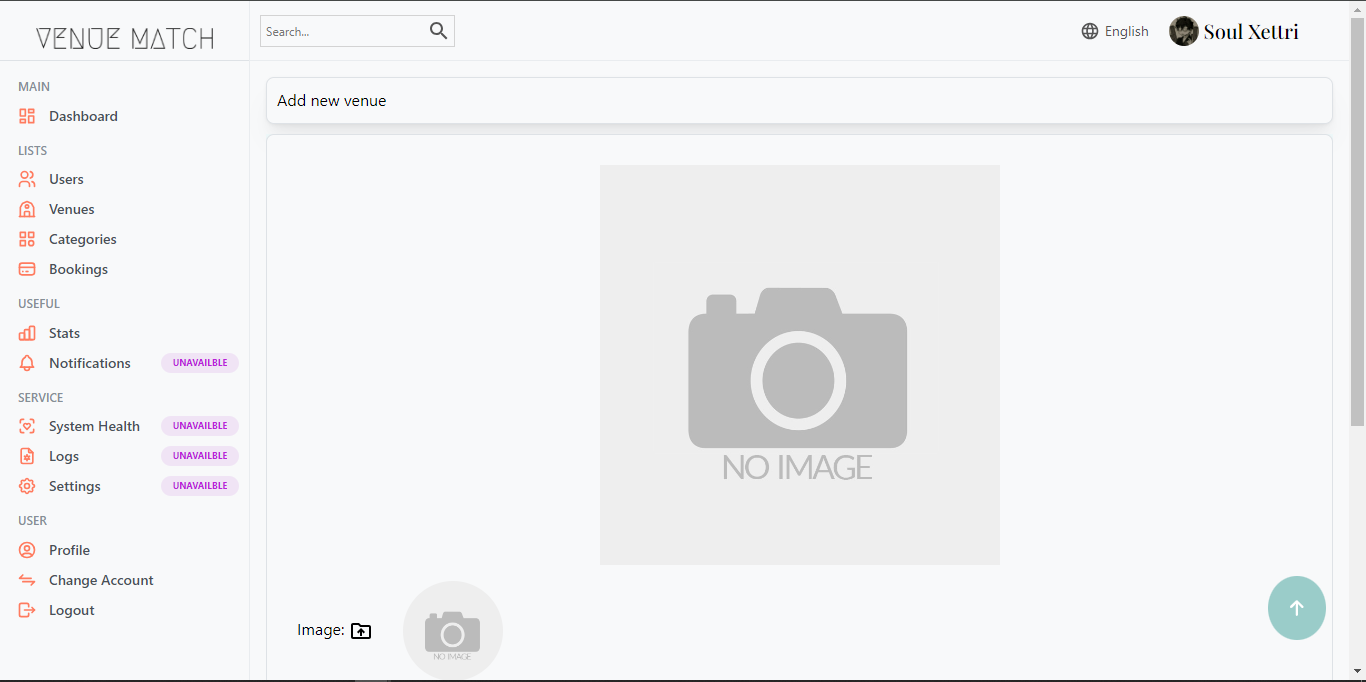 VENUE MATCH
Search...
English
Soul Xettri
MAIN
Dashboard
LISTS
Users
Venues
Categories
Bookings
USEFUL
Stats
Notifications UNAVAILBLE
SERVICE
System Health UNAVAILBLE
Logs UNAVAILBLE
Settings UNAVAILBLE
USER
Profile
Change Account
Logout
Add new venue
NO IMAGE
Image:
NO IMAGE